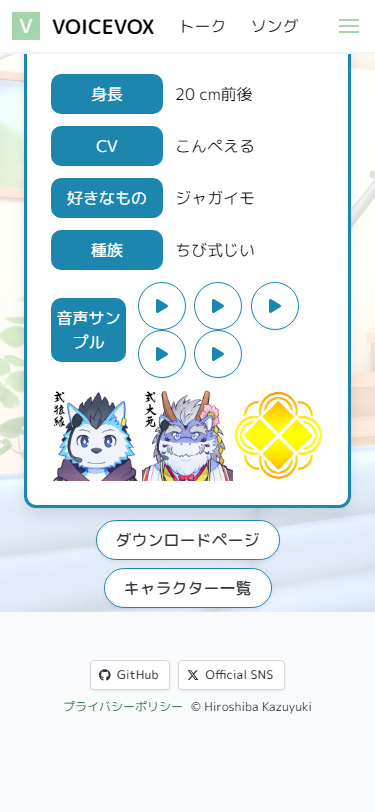 V VOICEVOX トーク ソング
身長 20 cm前後
CV こんぺえる
好きなもの ジャガイモ
種族 ちび式じい
音声サン
プル
式狼縁
式大元
ダウンロードページ
キャラクター一覧
GitHub Official SNS
プライバシーポリシー © Hiroshiba Kazuyuki